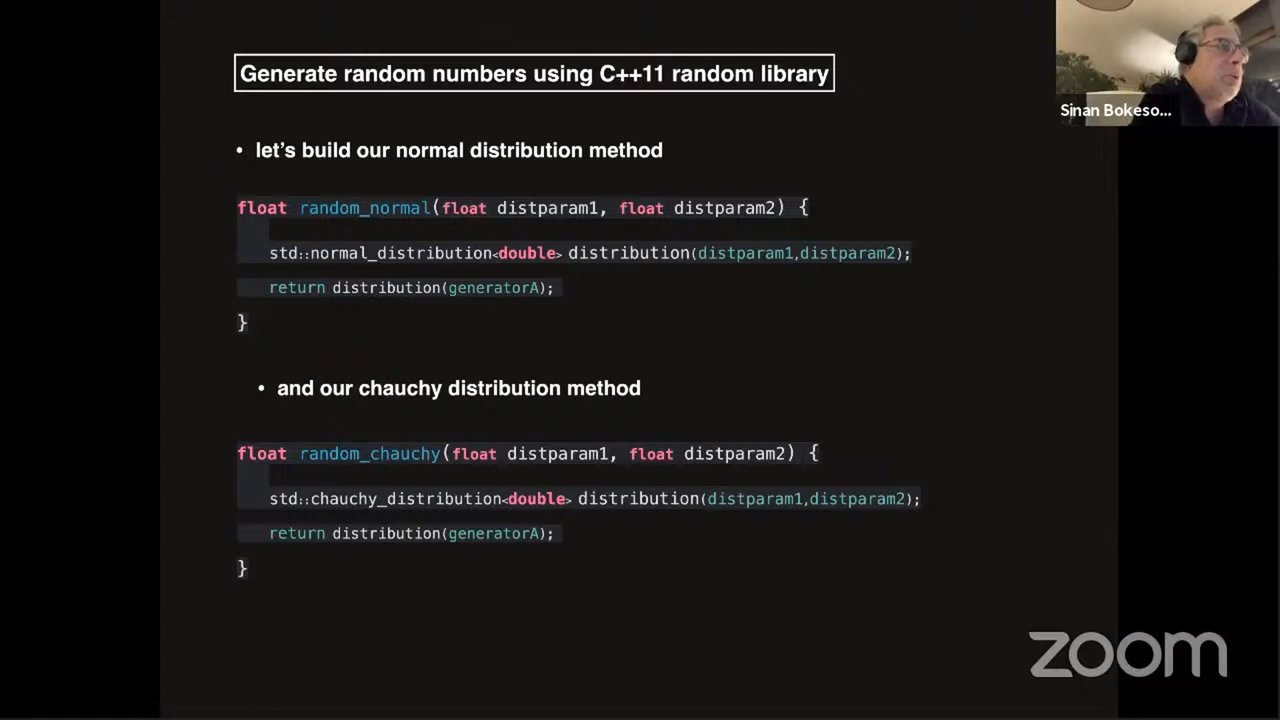 Generate random numbers using C++11 random library
Sinan Bokeso...
• let's build our normal distribution method
float random_normal(float distparam1, float distparam2) {
std::normal_distribution<double> distribution(distparam1,distparam2);
return distribution(generatorA);
}
• and our chauchy distribution method
float random_chauchy(float distparam1, float distparam2) {
std::chauchy_distribution<double> distribution(distparam1,distparam2);
return distribution(generatorA);
}
zoom